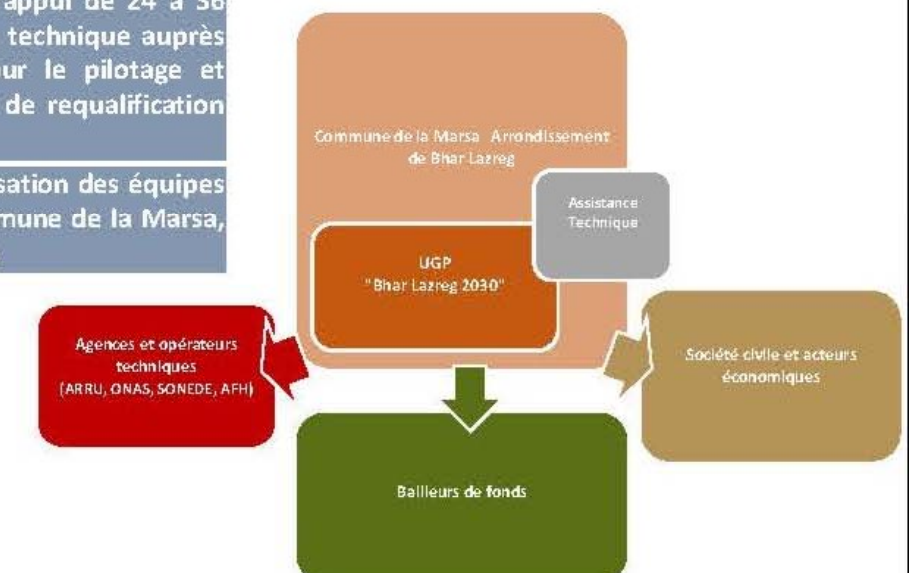 appui de 24 à 36
technique auprès
ur le pilotage et
de requalification
sation des équipes
mune de la Marsa,
Commune de la Marsa Arrondissement
de Bhar Lazreg
Assistance
Technique
UGP
"Bhar Lazreg 2030"
Agences et opérateurs
techniques
(ARRU, ONAS, SONEDE, AFH)
Société civile et acteurs
économiques
Bailleurs de fonds